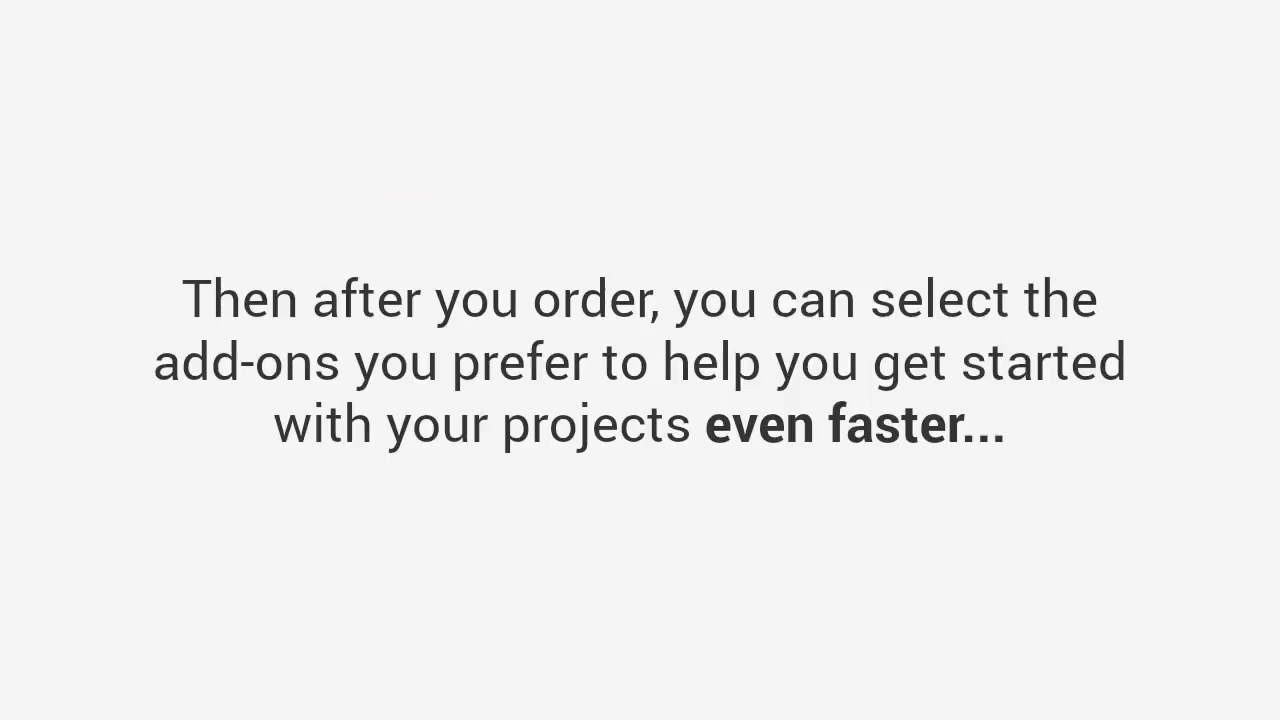 Then after you order, you can select the
add-ons you prefer to help you get started
with your projects even faster...